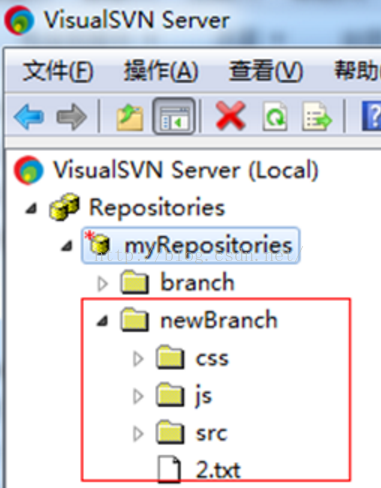 VisualSVN Server
文件(F) 操作(A) 查看(V) 帮助
VisualSVN Server (Local)
Repositories
myRepositories
branch
newBranch
css
js
src
2.txt